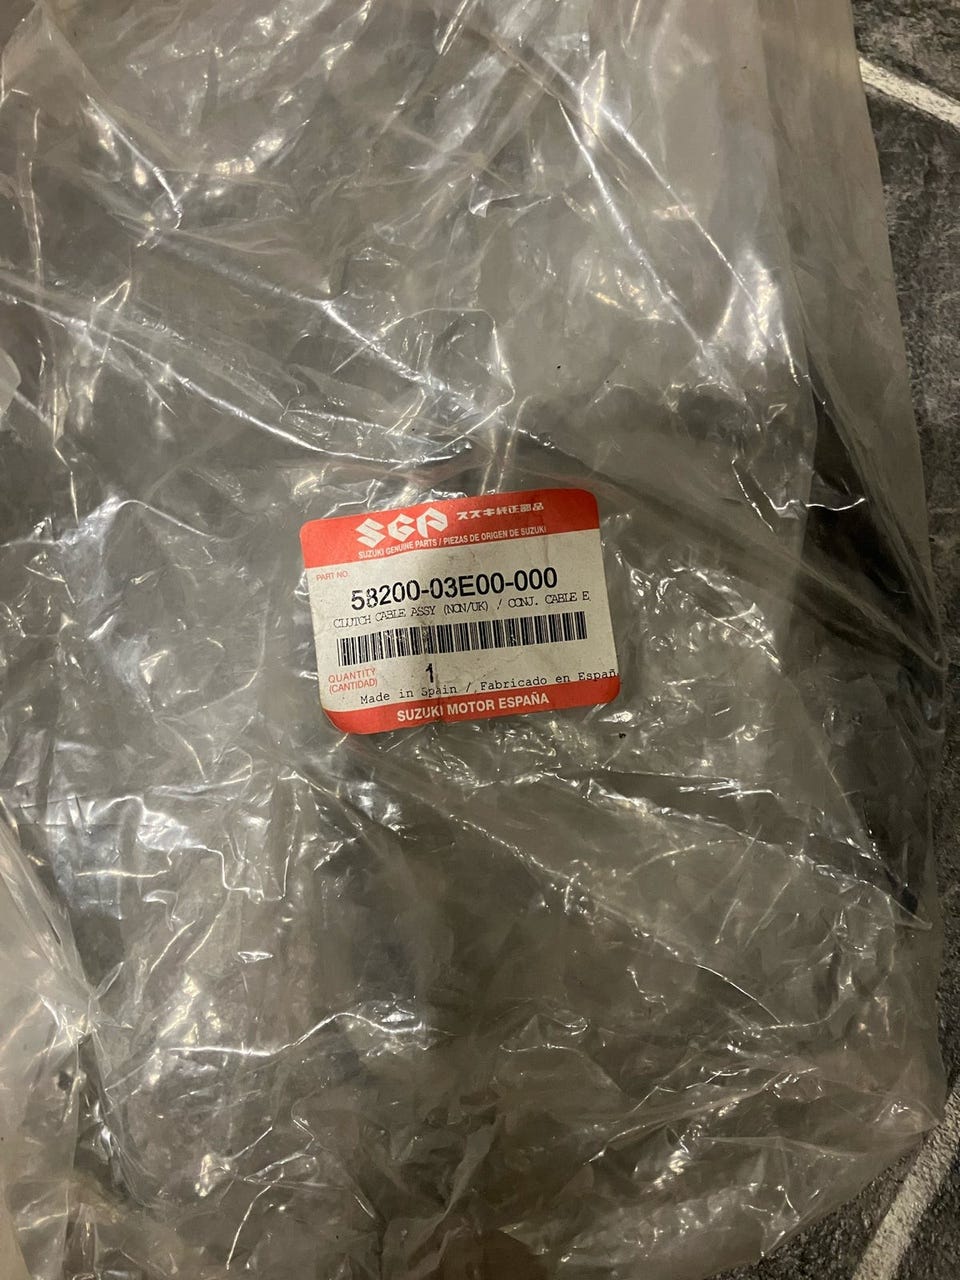 SGP スズキ純正部品
SUZUKI GENUINE PARTS / PIEZAS DE ORIGEN DE SUZUKI
PART NO.
58200-03E00-000
CLUTCH CABLE ASSY (NON/UK) / CONJ. CABLE E
QUANTITY
(CANTIDAD)
1
Made in Spain / Fabricado en Españ
SUZUKI MOTOR ESPAÑA